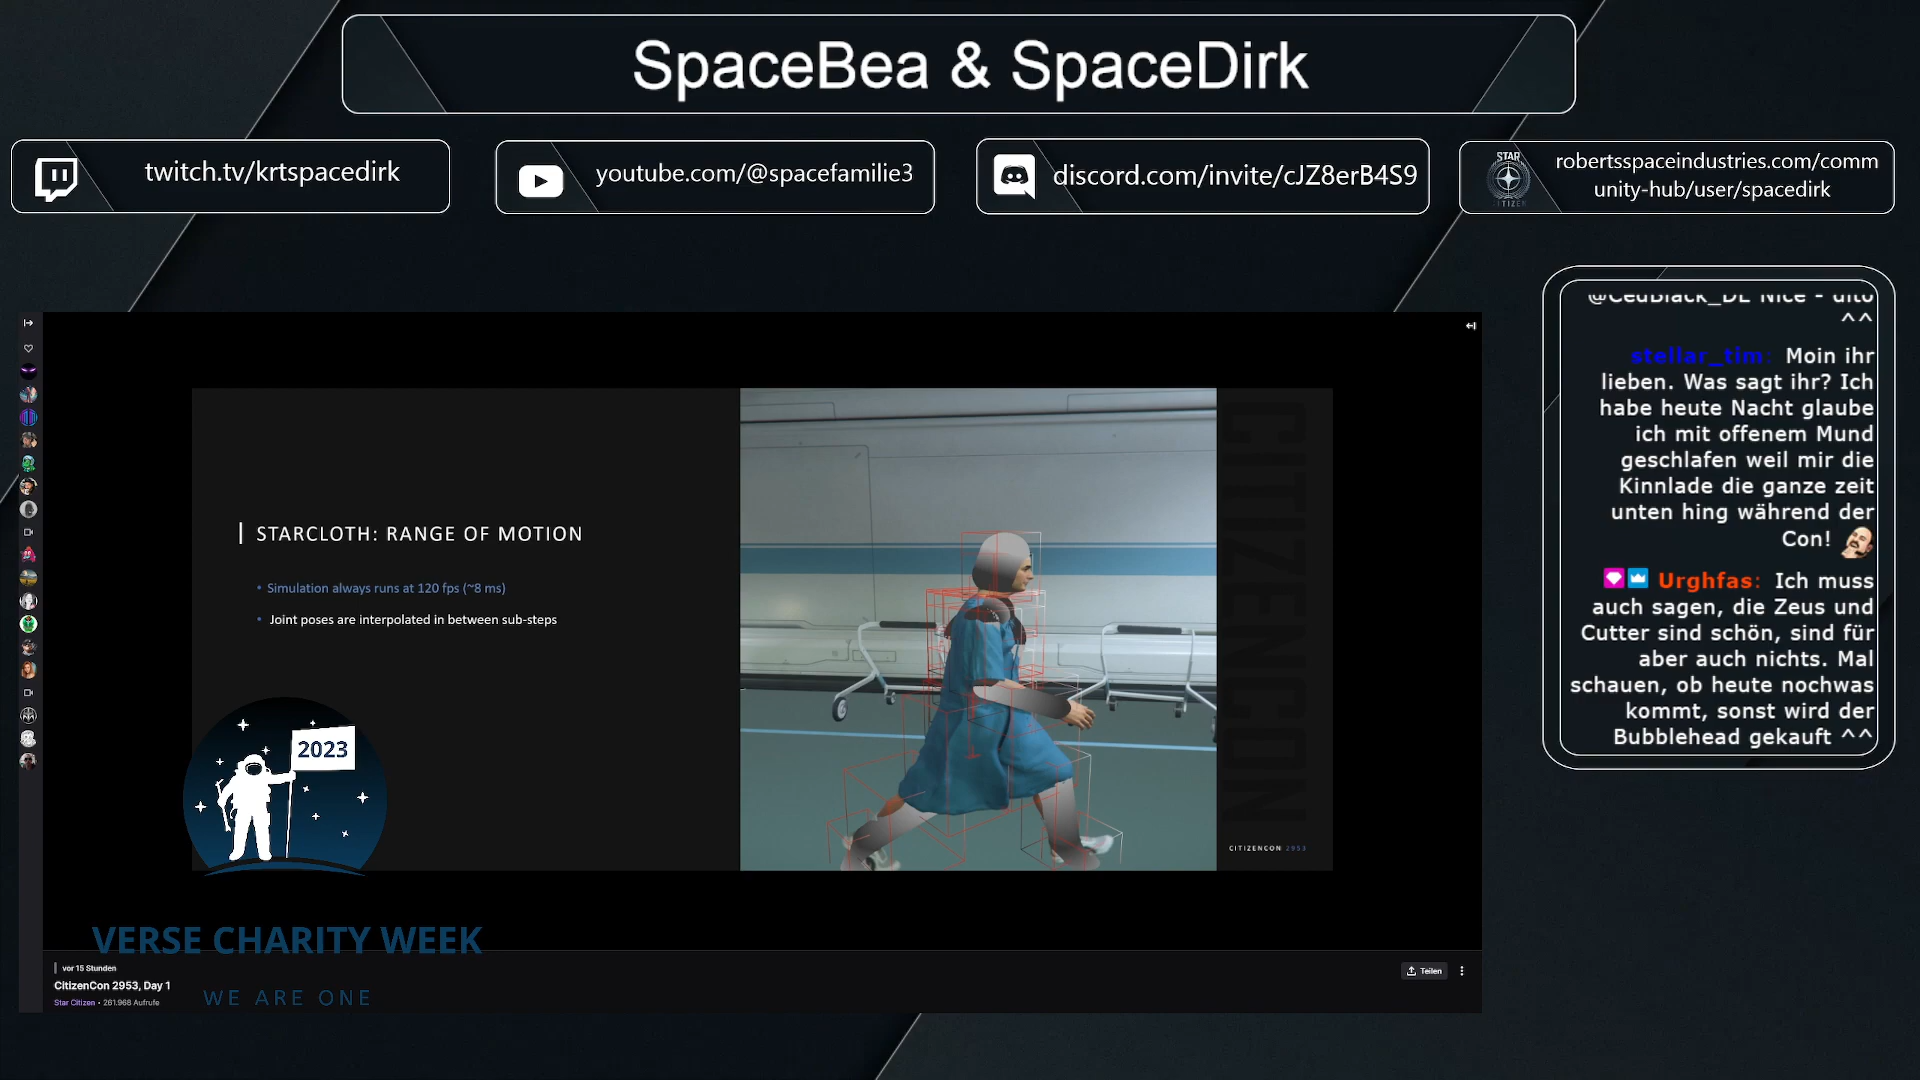 SpaceBea & SpaceDirk
twitch.tv/krtspacedirk
youtube.com/@spacefamilie3
discord.com/invite/cJZ8erB4S9
STAR
CITIZEN
robertsspaceindustries.com/comm
unity-hub/user/spacedirk
@CedBlack_DE Nice - dito
^^
stellar_tim: Moin ihr
lieben. Was sagt ihr? Ich
habe heute Nacht glaube
ich mit offenem Mund
geschlafen weil mir die
Kinnlade die ganze zeit
unten hing während der
Con!
Urghfas: Ich muss
auch sagen, die Zeus und
Cutter sind schön, sind für
aber auch nichts. Mal
schauen, ob heute nochwas
kommt, sonst wird der
Bubblehead gekauft ^^
STARCLOTH: RANGE OF MOTION
• Simulation always runs at 120 fps (~8 ms)
• Joint poses are interpolated in between sub-steps
CITIZENCON
CITIZENCON 2953
2023
VERSE CHARITY WEEK
WE ARE ONE
vor 15 Stunden
CitizenCon 2953, Day 1
Star Citizen • 261.968 Aufrufe
Teilen